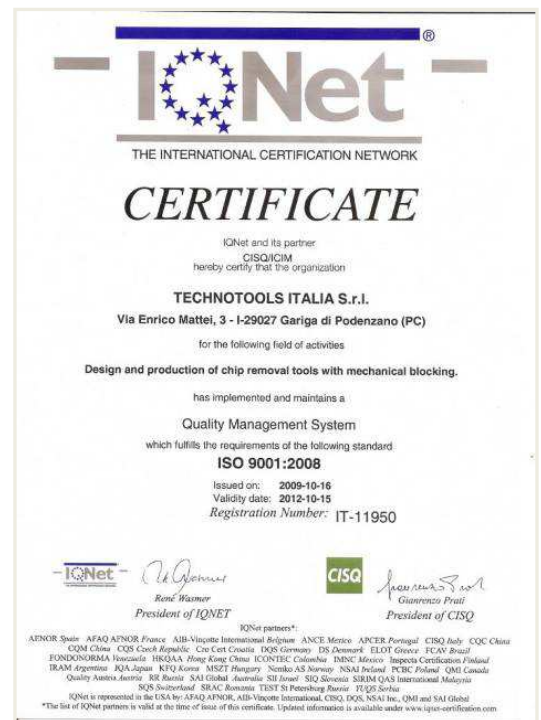 IQNet ®
THE INTERNATIONAL CERTIFICATION NETWORK
CERTIFICATE
IQNet and its partner
CISQ/ICIM
hereby certify that the organization
TECHNOTOOLS ITALIA S.r.l.
Via Enrico Mattei, 3 - I-29027 Gariga di Podenzano (PC)
for the following field of activities
Design and production of chip removal tools with mechanical blocking.
has implemented and maintains a
Quality Management System
which fulfills the requirements of the following standard
ISO 9001:2008
Issued on: 2009-10-16
Validity date: 2012-10-15
Registration Number: IT-11950
IQNet
CISQ
René Wasmer
Gianrenzo Prati
President of IQNET
President of CISQ
IQNet partners*:
AENOR Spain AFAQ AFNOR France AIB-Vinçotte International Belgium ANCE Mexico APCER Portugal CISQ Italy CQC China
CQM China CQS Czech Republic Cro Cert Croatia DQS Germany DS Denmark ELOT Greece FCAV Brazil
FONDONORMA Venezuela HKQAA Hong Kong China ICONTEC Colombia IMNC Mexico Inspecta Certification Finland
IRAM Argentina JQA Japan KFQ Korea MSZT Hungary Nemko AS Norway NSAI Ireland PCBC Poland QMI Canada
Quality Austria Austria RR Russia SAI Global Australia SII Israel SIQ Slovenia SIRIM QAS International Malaysia
SQS Switzerland SRAC Romania TEST St Petersburg Russia YUQS Serbia
IQNet is represented in the USA by: AFAQ AFNOR, AIB-Vinçotte International, CISQ, DQS, NSAI Inc., QMI and SAI Global
*The list of IQNet partners is valid at the time of issue of this certificate. Updated information is available under www.iqnet-certification.com